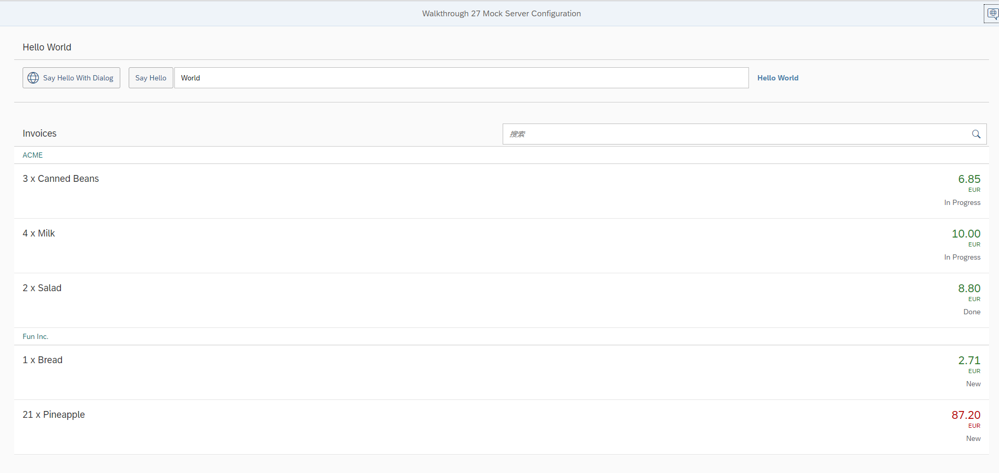 Walkthrough 27 Mock Server Configuration
Hello World
Say Hello With Dialog Say Hello World Hello World
Invoices 搜索
ACME
3 x Canned Beans 6.85
EUR
In Progress
4 x Milk 10.00
EUR
In Progress
2 x Salad 8.80
EUR
Done
Fun Inc.
1 x Bread 2.71
EUR
New
21 x Pineapple 87.20
EUR
New